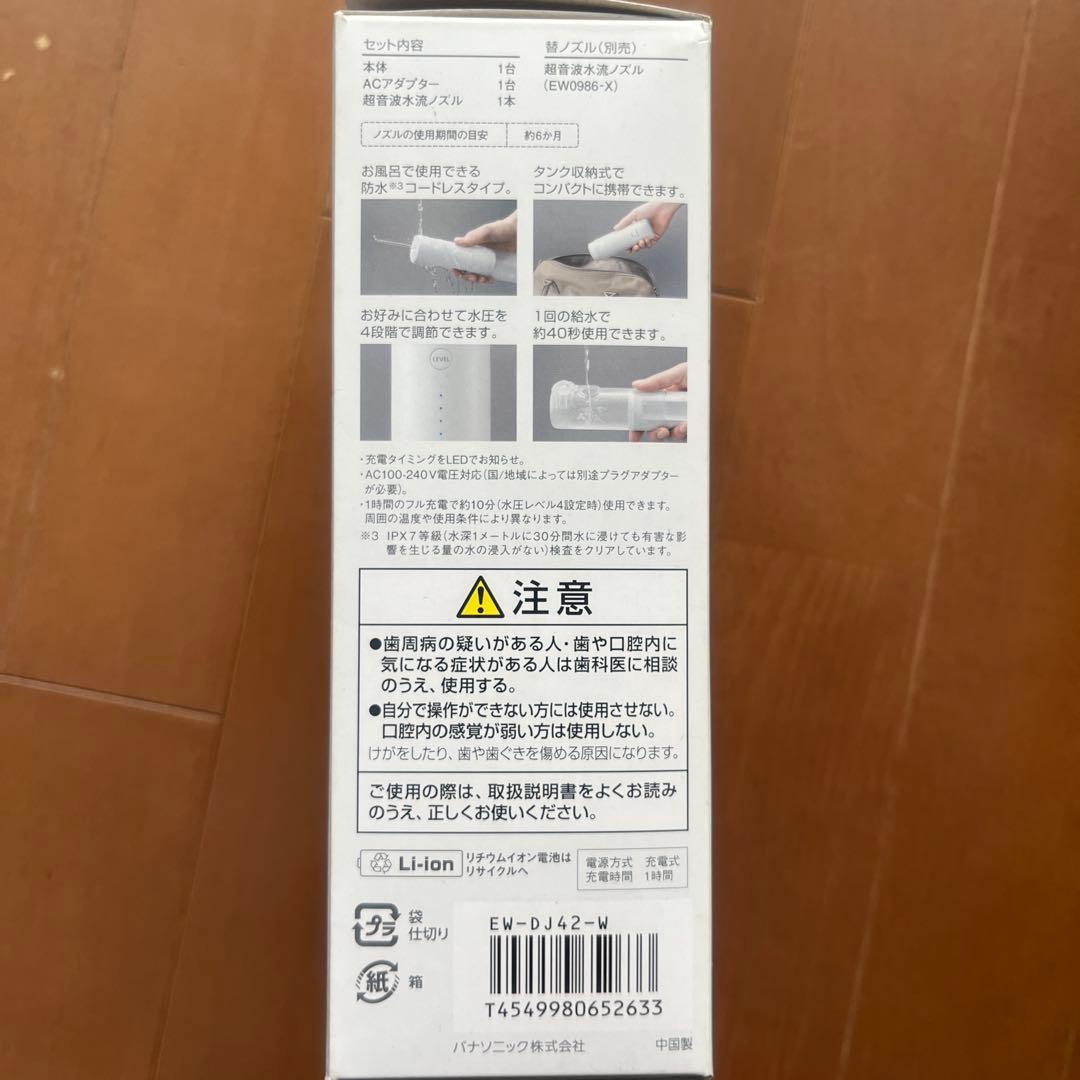 セット内容
本体 1台
ACアダプター 1台
超音波水流ノズル 1本
替ノズル(別売)
超音波水流ノズル
(EW0986-X)
ノズルの使用期間の目安 約6か月
お風呂で使用できる
防水※3コードレスタイプ。
タンク収納式で
コンパクトに携帯できます。
お好みに合わせて水圧を
4段階で調節できます。
1回の給水で
約40秒使用できます。
LEVEL
・充電タイミングをLEDでお知らせ。
・AC100-240V電圧対応(国/地域によっては別途プラグアダプター
が必要)。
・1時間のフル充電で約10分(水圧レベル4設定時)使用できます。
周囲の温度や使用条件により異なります。
※3 IPX7等級(水深1メートルに30分間水に浸けても有害な影
響を生じる量の水の浸入がない)検査をクリアしています。
注意
●歯周病の疑いがある人・歯や口腔内に
気になる症状がある人は歯科医に相談
のうえ、使用する。
●自分で操作ができない方には使用させない。
口腔内の感覚が弱い方は使用しない。
けがをしたり、歯や歯ぐきを傷める原因になります。
ご使用の際は、取扱説明書をよくお読み
のうえ、正しくお使いください。
Li-ion
リチウムイオン電池は
リサイクルへ
電源方式 充電式
充電時間 1時間
プラ
袋
仕切り
紙
箱
EW-DJ42-W
T4549980652633
パナソニック株式会社
中国製